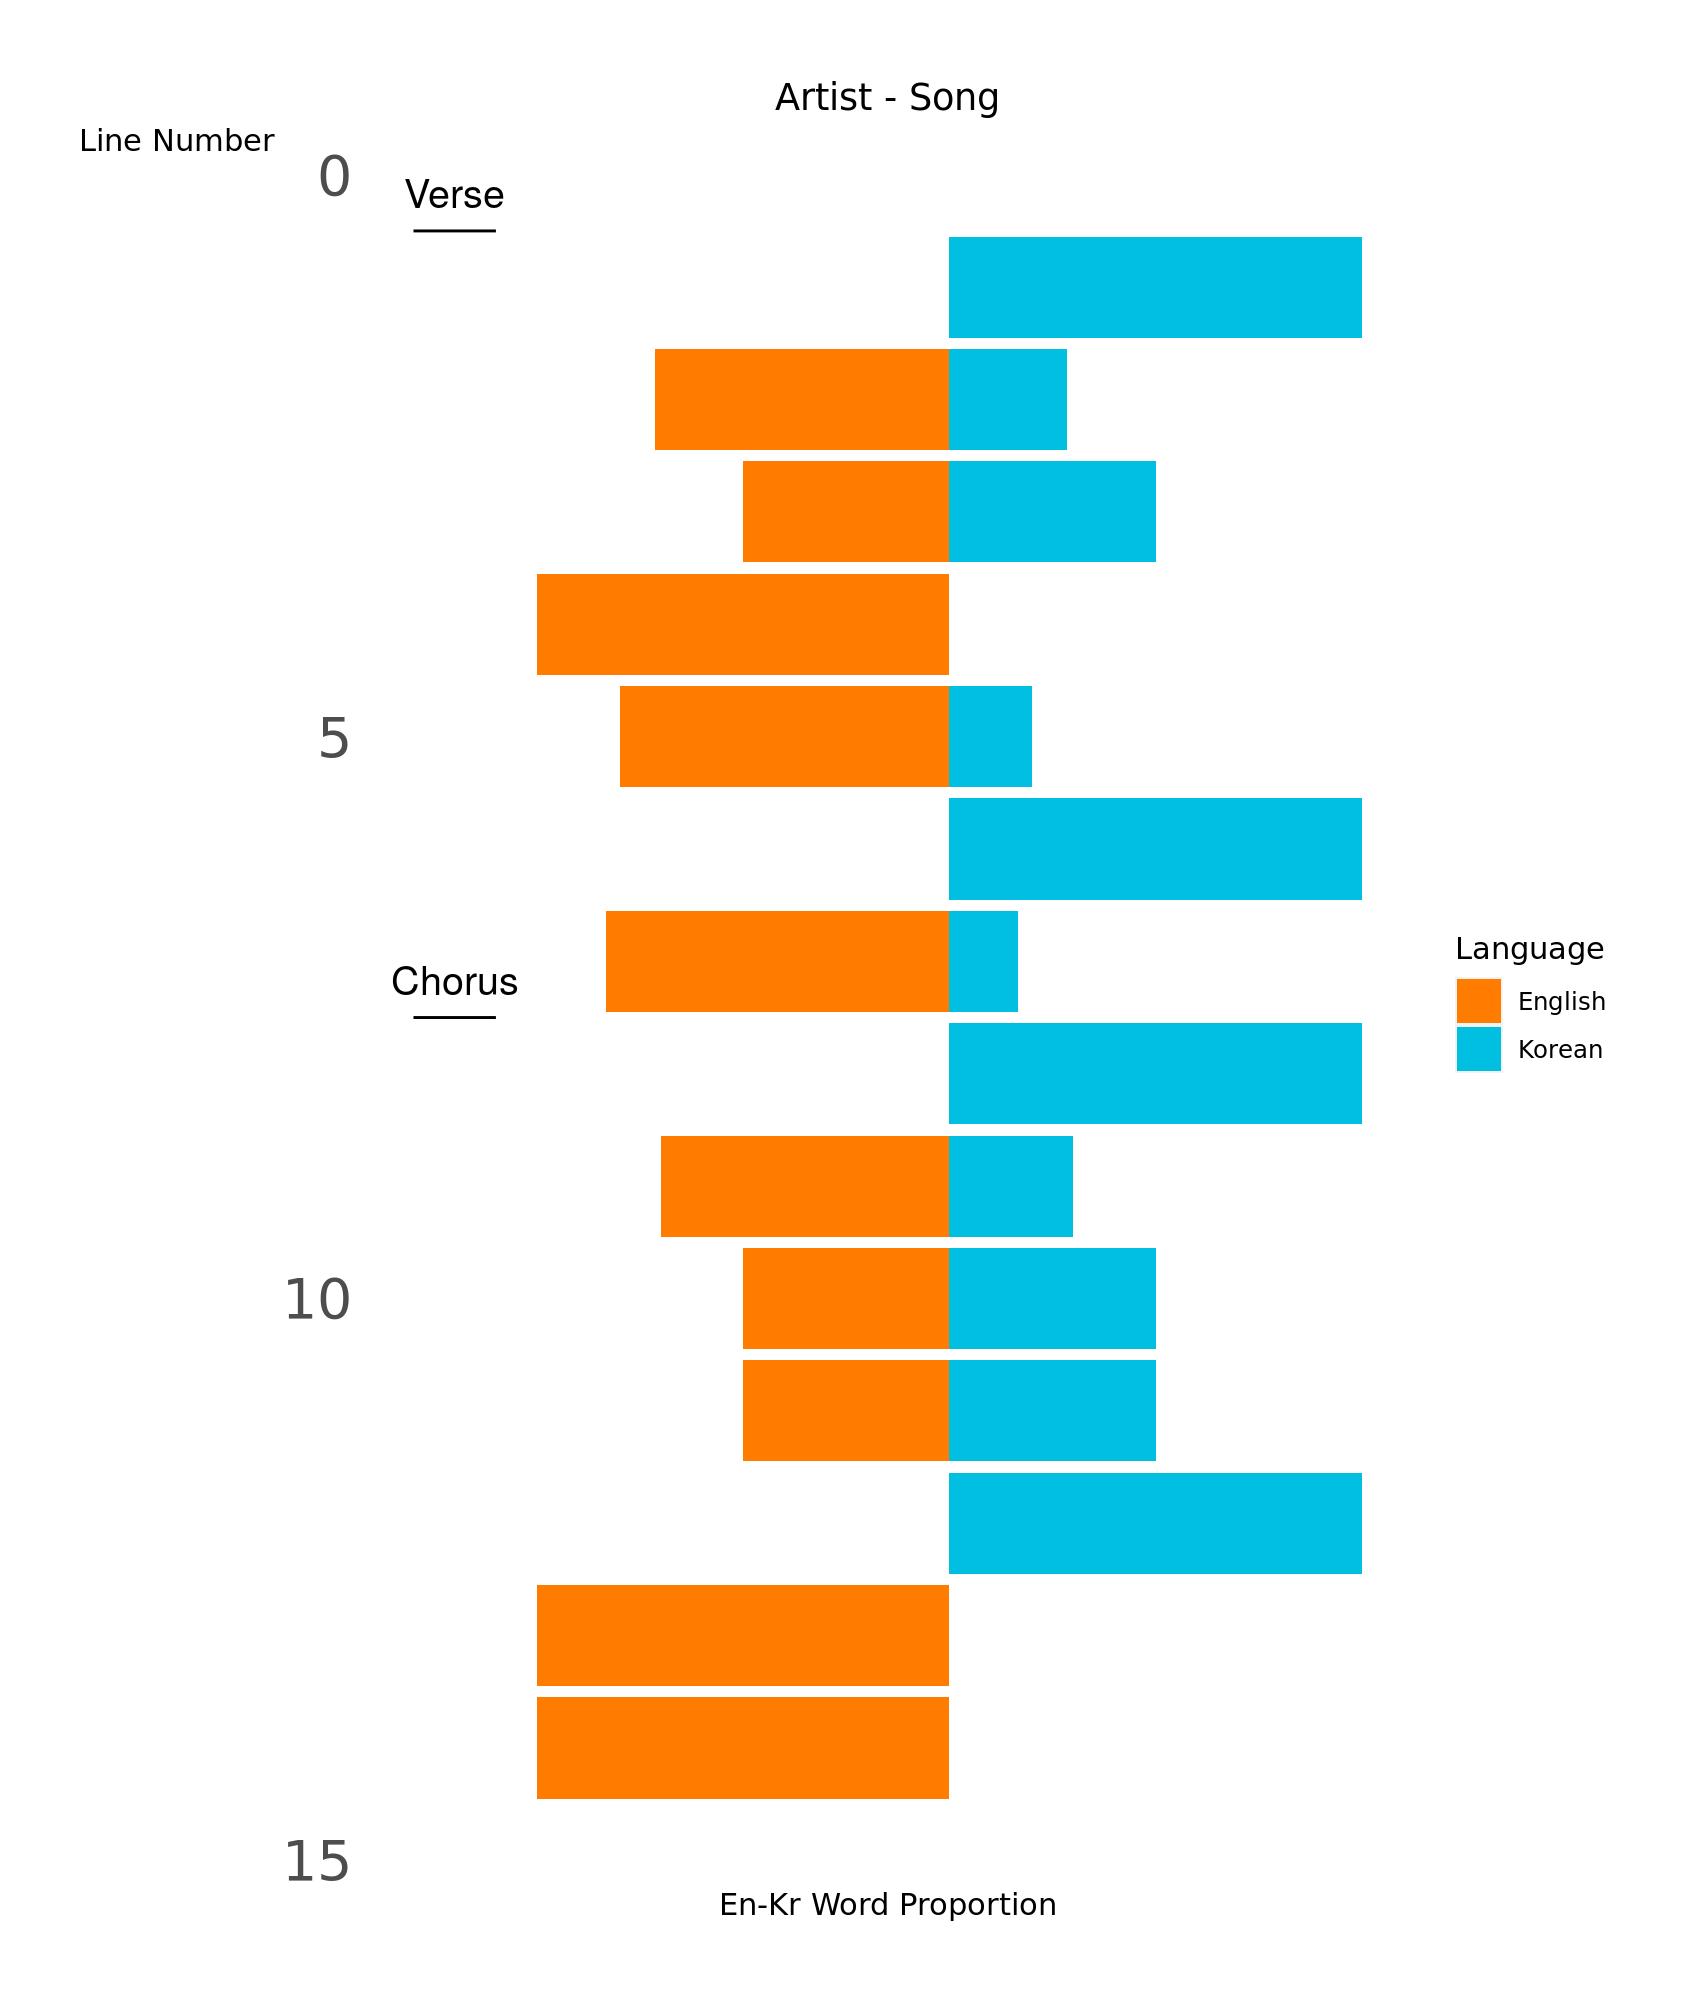 Artist - Song
Line Number
0
Verse
5
Chorus
Language
English
Korean
10
15
En-Kr Word Proportion